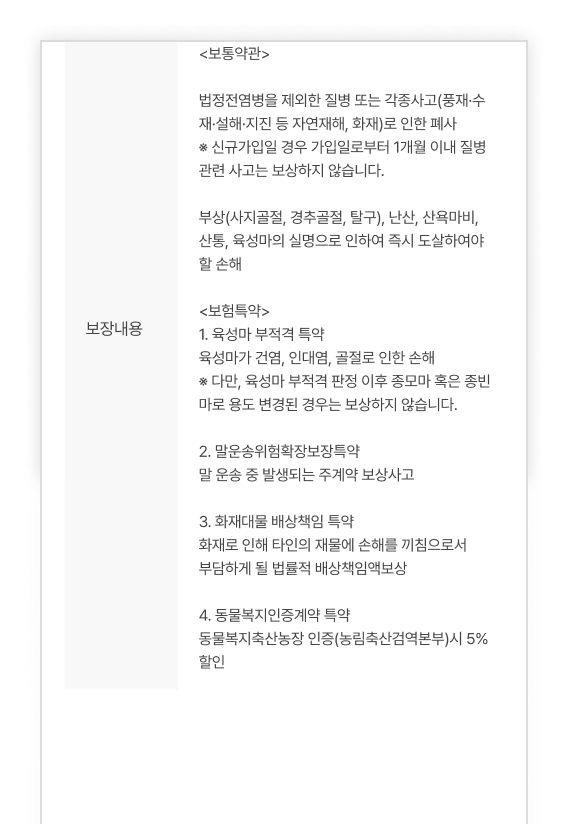 <보통약관>
법정전염병을 제외한 질병 또는 각종사고(풍재·수
재·설해·지진 등 자연재해, 화재)로 인한 폐사
※ 신규가입일 경우 가입일로부터 1개월 이내 질병
관련 사고는 보상하지 않습니다.
부상(사지골절, 경추골절, 탈구), 난산, 산욕마비,
산통, 육성마의 실명으로 인하여 즉시 도살하여야
할 손해
<보험특약>
보장내용
1. 육성마 부적격 특약
육성마가 건염, 인대염, 골절로 인한 손해
※ 다만, 육성마 부적격 판정 이후 종모마 혹은 종빈
마로 용도 변경된 경우는 보상하지 않습니다.
2. 말운송위험확장보장특약
말 운송 중 발생되는 주계약 보상사고
3. 화재대물 배상책임 특약
화재로 인해 타인의 재물에 손해를 끼침으로서
부담하게 될 법률적 배상책임액보상
4. 동물복지인증계약 특약
동물복지축산농장 인증(농림축산검역본부)시 5%
할인